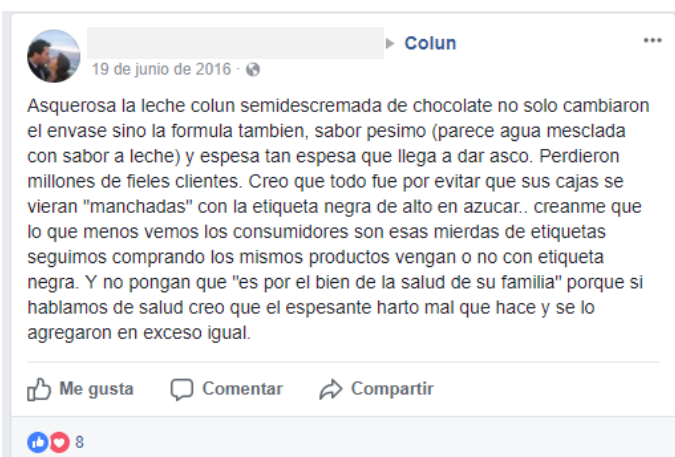 Colun
19 de junio de 2016 ·
Asquerosa la leche colun semidescremada de chocolate no solo cambiaron
el envase sino la formula tambien, sabor pesimo (parece agua mesclada
con sabor a leche) y espesa tan espesa que llega a dar asco. Perdieron
millones de fieles clientes. Creo que todo fue por evitar que sus cajas se
vieran "manchadas" con la etiqueta negra de alto en azucar.. creanme que
lo que menos vemos los consumidores son esas mierdas de etiquetas
seguimos comprando los mismos productos vengan o no con etiqueta
negra. Y no pongan que "es por el bien de la salud de su familia" porque si
hablamos de salud creo que el espesante harto mal que hace y se lo
agregaron en exceso igual.
Me gusta Comentar Compartir
8